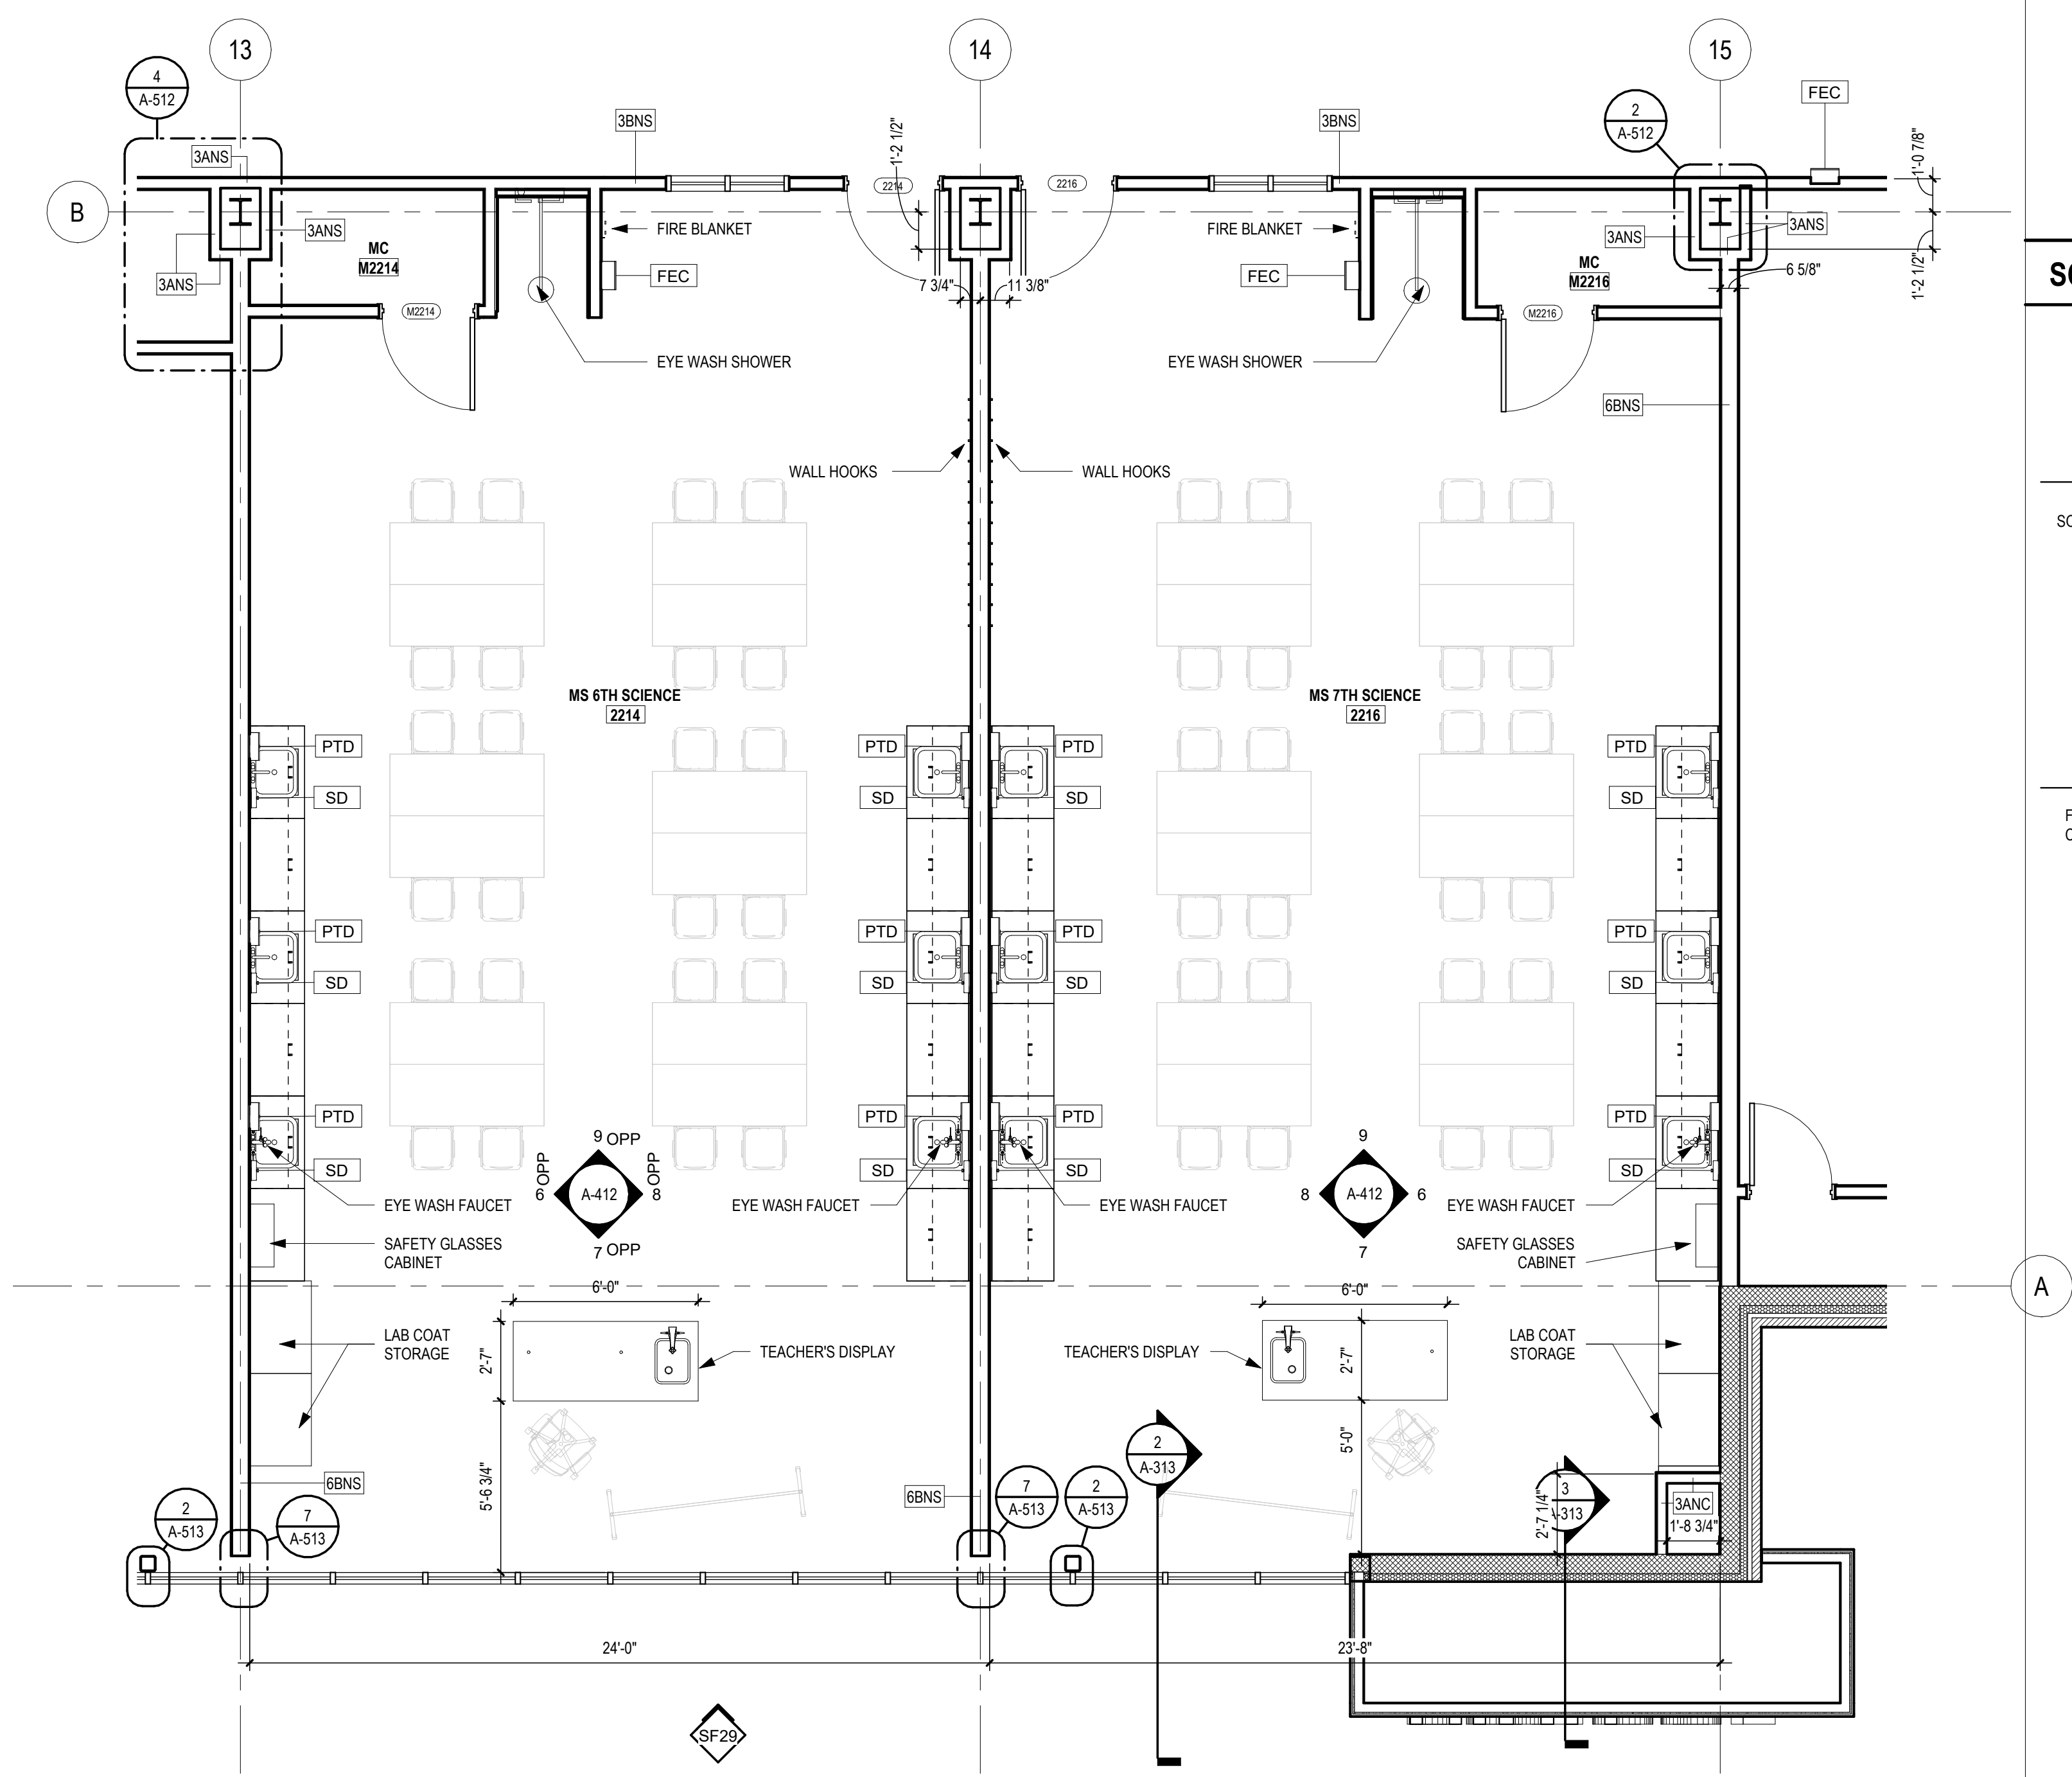 13
14
15
4
A-512
3BNS
1'-2 1/2"
3BNS
2
A-512
FEC
1'-0 7/8"
3ANS
2214
2216
B
3ANS
FIRE BLANKET
FIRE BLANKET
3ANS
3ANS
MC
M2214
MC
M2216
3ANS
FEC
7 3/4"
11 3/8"
FEC
6 5/8"
1'-2 1/2"
M2214
M2216
EYE WASH SHOWER
EYE WASH SHOWER
6BNS
WALL HOOKS
WALL HOOKS
MS 6TH SCIENCE
2214
MS 7TH SCIENCE
2216
PTD
PTD
PTD
PTD
SD
SD
SD
SD
PTD
PTD
PTD
PTD
SD
SD
SD
SD
PTD
PTD
PTD
PTD
SD
SD
SD
SD
9 OPP
6 OPP
A-412
8 OPP
7 OPP
9
8
A-412
6
7
EYE WASH FAUCET
EYE WASH FAUCET
EYE WASH FAUCET
EYE WASH FAUCET
SAFETY GLASSES
CABINET
SAFETY GLASSES
CABINET
6'-0"
6'-0"
A
LAB COAT
STORAGE
2'-7"
TEACHER'S DISPLAY
TEACHER'S DISPLAY
2'-7"
LAB COAT
STORAGE
5'-6 3/4"
5'-0"
2
A-313
6BNS
6BNS
2
A-513
7
A-513
7
A-513
2
A-513
2'-7 1/4"
3
-313
3ANC
1'-8 3/4"
24'-0"
23'-8"
SF29